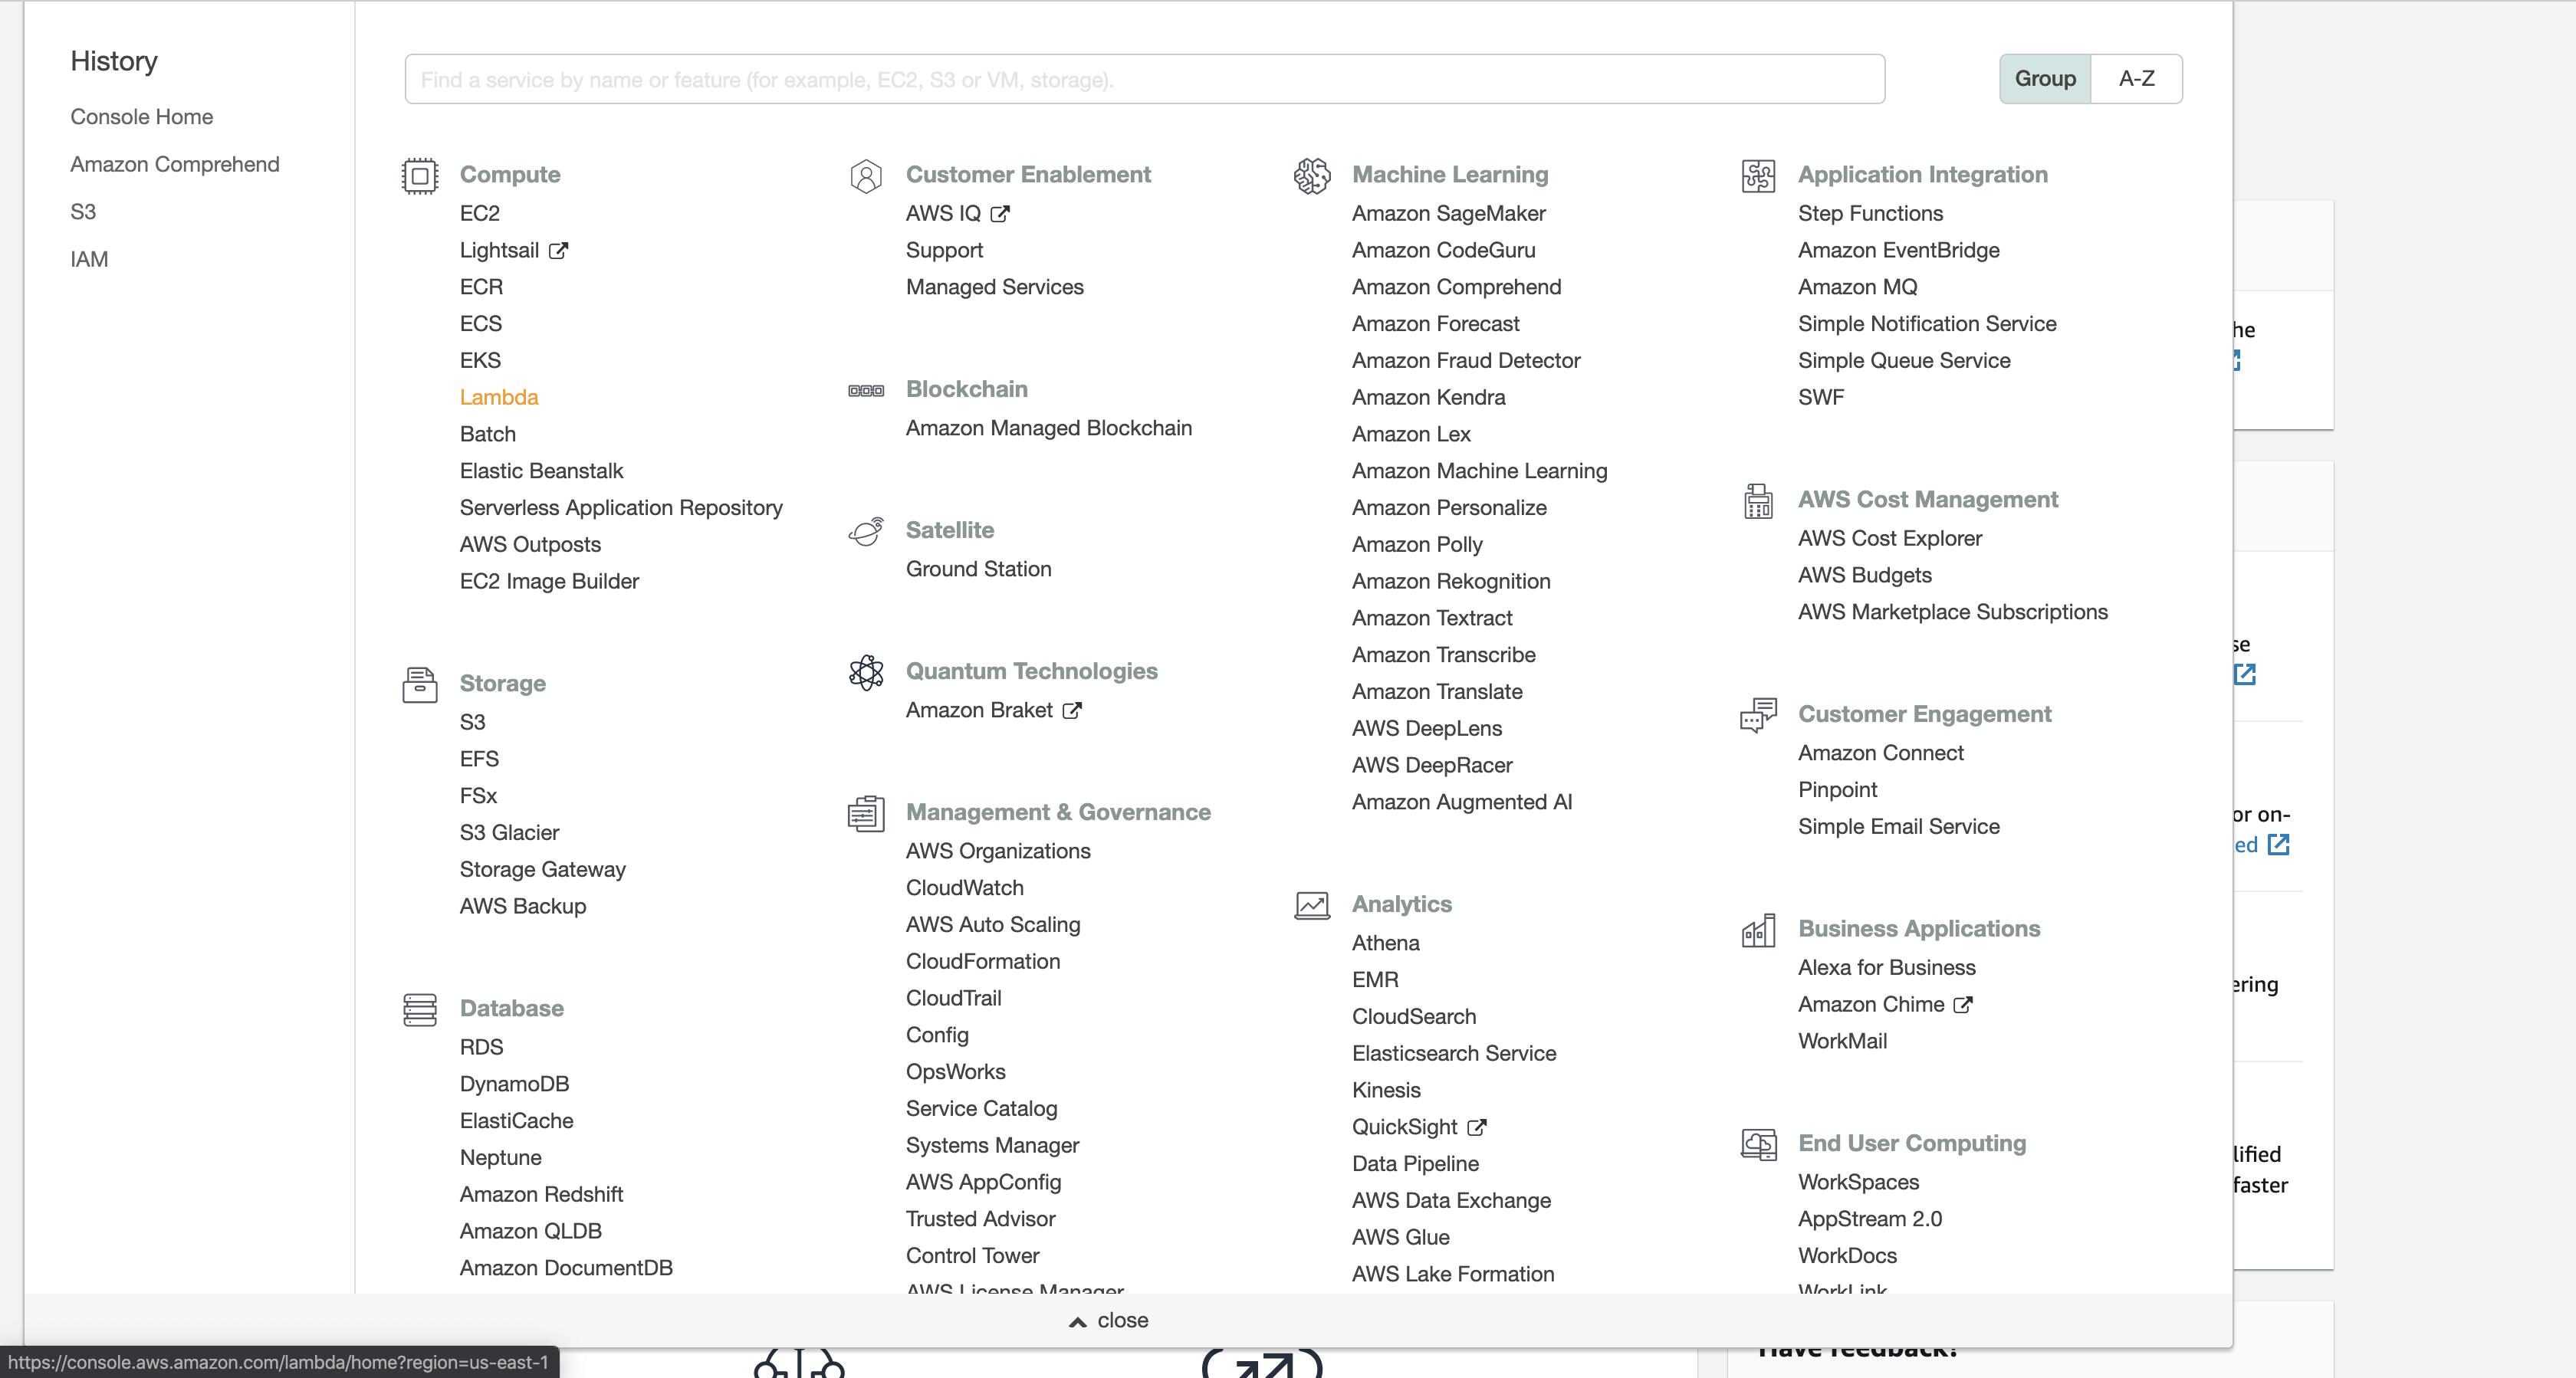 History
Console Home
Amazon Comprehend
S3
IAM
Find a service by name or feature (for example, EC2, S3 or VM, storage).
Group
A-Z
Compute
EC2
Lightsail
ECR
ECS
EKS
Lambda
Batch
Elastic Beanstalk
Serverless Application Repository
AWS Outposts
EC2 Image Builder
Storage
S3
EFS
FSx
S3 Glacier
Storage Gateway
AWS Backup
Database
RDS
DynamoDB
ElastiCache
Neptune
Amazon Redshift
Amazon QLDB
Amazon DocumentDB
Customer Enablement
AWS IQ
Support
Managed Services
Blockchain
Amazon Managed Blockchain
Satellite
Ground Station
Quantum Technologies
Amazon Braket
Management & Governance
AWS Organizations
CloudWatch
AWS Auto Scaling
CloudFormation
CloudTrail
Config
OpsWorks
Service Catalog
Systems Manager
AWS AppConfig
Trusted Advisor
Control Tower
AWS License Manager
Machine Learning
Amazon SageMaker
Amazon CodeGuru
Amazon Comprehend
Amazon Forecast
Amazon Fraud Detector
Amazon Kendra
Amazon Lex
Amazon Machine Learning
Amazon Personalize
Amazon Polly
Amazon Rekognition
Amazon Textract
Amazon Transcribe
Amazon Translate
AWS DeepLens
AWS DeepRacer
Amazon Augmented AI
Analytics
Athena
EMR
CloudSearch
Elasticsearch Service
Kinesis
QuickSight
Data Pipeline
AWS Data Exchange
AWS Glue
AWS Lake Formation
Application Integration
Step Functions
Amazon EventBridge
Amazon MQ
Simple Notification Service
Simple Queue Service
SWF
AWS Cost Management
AWS Cost Explorer
AWS Budgets
AWS Marketplace Subscriptions
Customer Engagement
Amazon Connect
Pinpoint
Simple Email Service
Business Applications
Alexa for Business
Amazon Chime
WorkMail
End User Computing
WorkSpaces
AppStream 2.0
WorkDocs
WorkLink
he
se
or on-
ed
ering
lified
faster
close
https://console.aws.amazon.com/lambda/home?region=us-east-1
Have feedback?